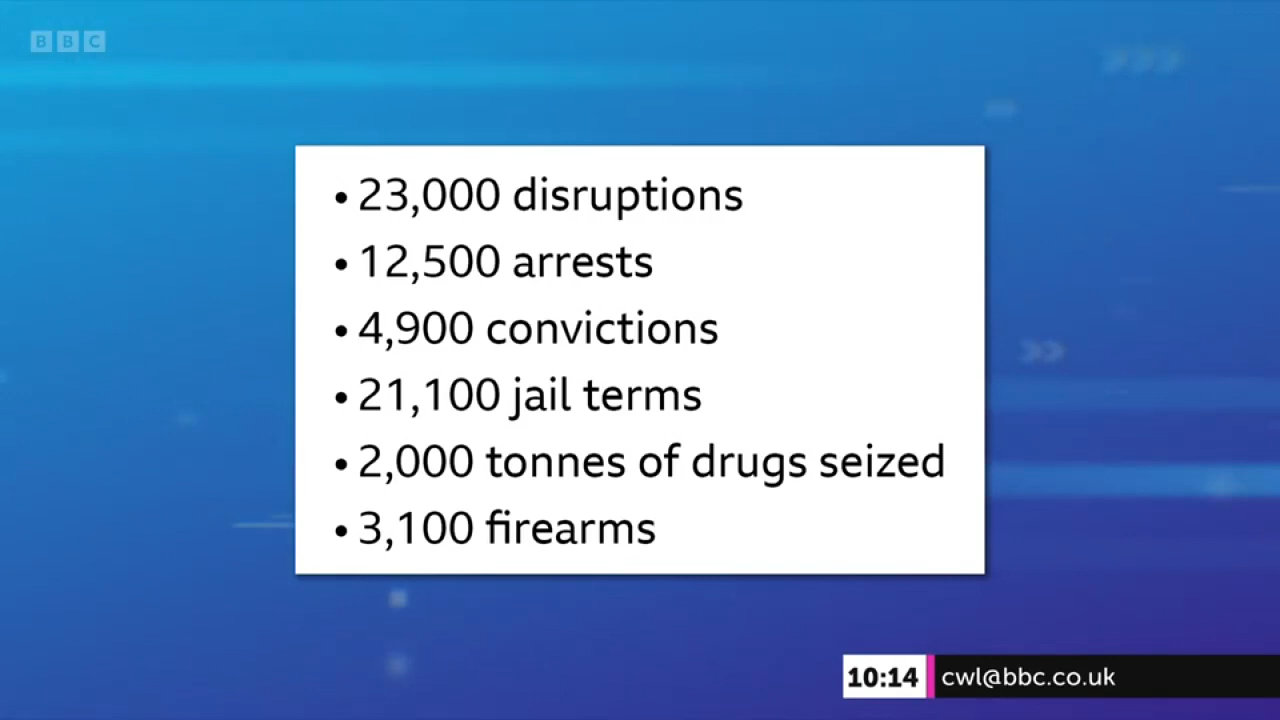 BBC
• 23,000 disruptions
• 12,500 arrests
• 4,900 convictions
• 21,100 jail terms
• 2,000 tonnes of drugs seized
• 3,100 firearms
10:14 cwl@bbc.co.uk